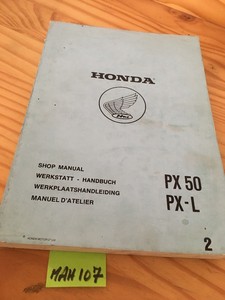 HONDA
SHOP MANUAL
WERKSTATT - HANDBUCH
WERKPLAATSHANDLEIDING
MANUEL D'ATELIER
PX 50
PX-L
2
MAN 107